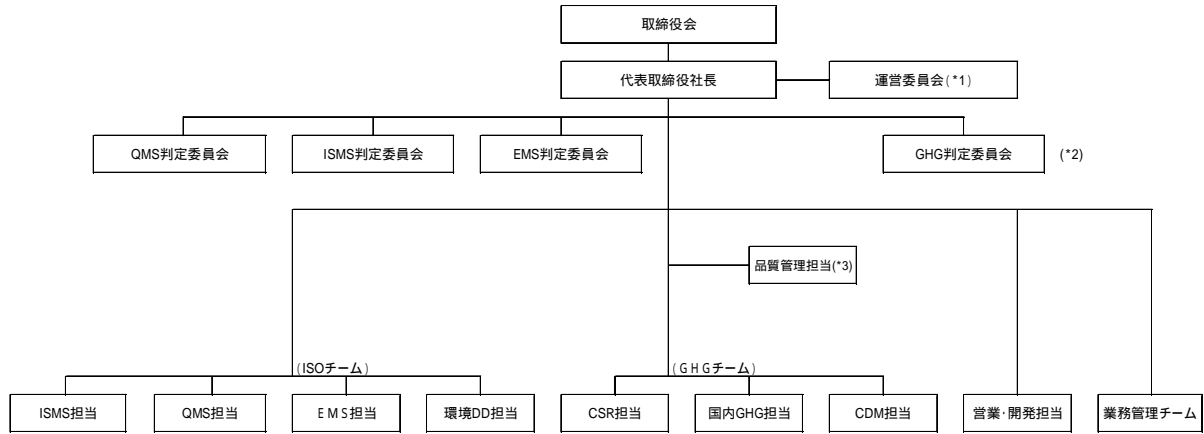 取締役会
代表取締役社長
運営委員会(*1)
QMS判定委員会
ISMS判定委員会
EMS判定委員会
GHG判定委員会
(*2)
品質管理担当(*3)
(ISOチーム)
(GHGチーム)
ISMS担当
QMS担当
EMS担当
環境DD担当
CSR担当
国内GHG担当
CDM担当
営業・開発担当
業務管理チーム